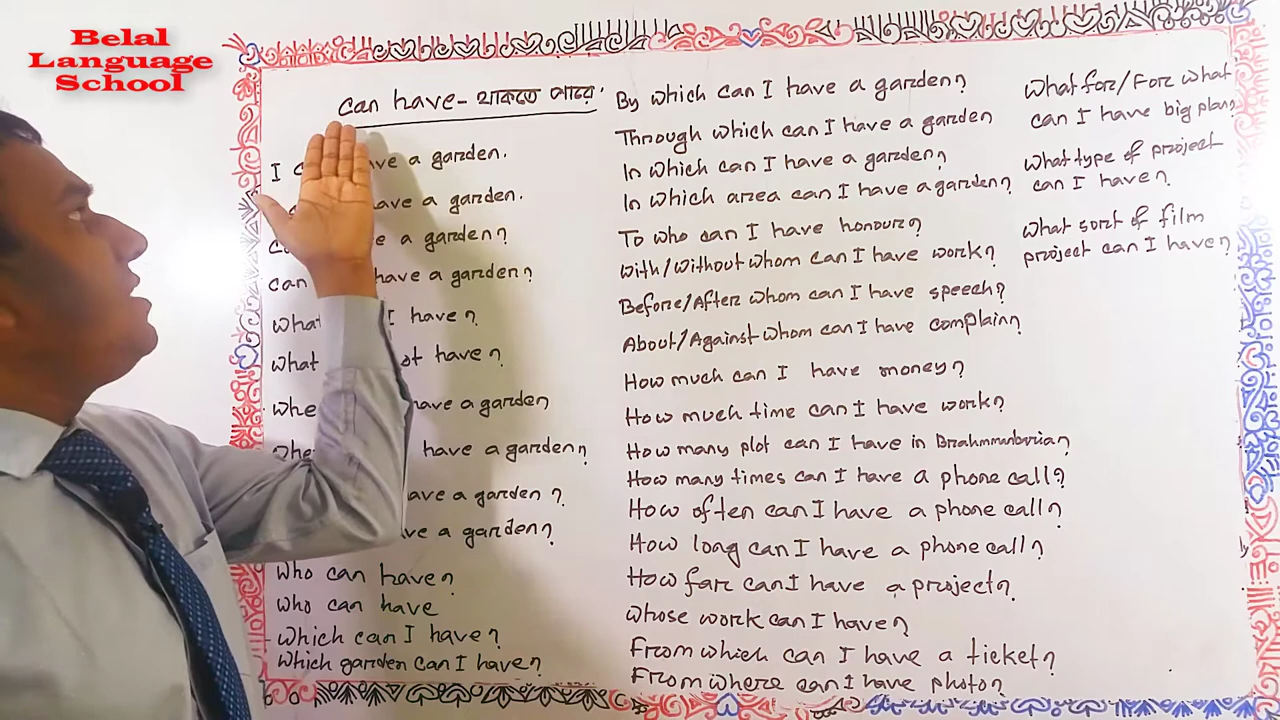 Belal
Language
School
can have - থাকতে পারে.
I have a garden.
have a garden.
a garden?
can have a garden?
What I have?
What have?
have a garden
have a garden?
have a garden?
a garden?
Who can have?
Who can have
Which can I have?
Which garden can I have?
By which can I have a garden?
Through which can I have a garden
In which can I have a garden?
In which area can I have a garden?
To who can I have honour?
With/Without whom can I have work?
Before/After whom can I have speech?
About/Against whom can I have complain?
How much can I have money?
How much time can I have work?
How many plot can I have in
How many times can I have a phone call?
How often can I have a phone call?
How long can I have a phone call?
How far can I have a project?
Whose work can I have?
From which can I have a ticket?
From where can I have photo?
What for/For what
can I have big plan?
What type of project
can I have?
What sort of film
project can I have?